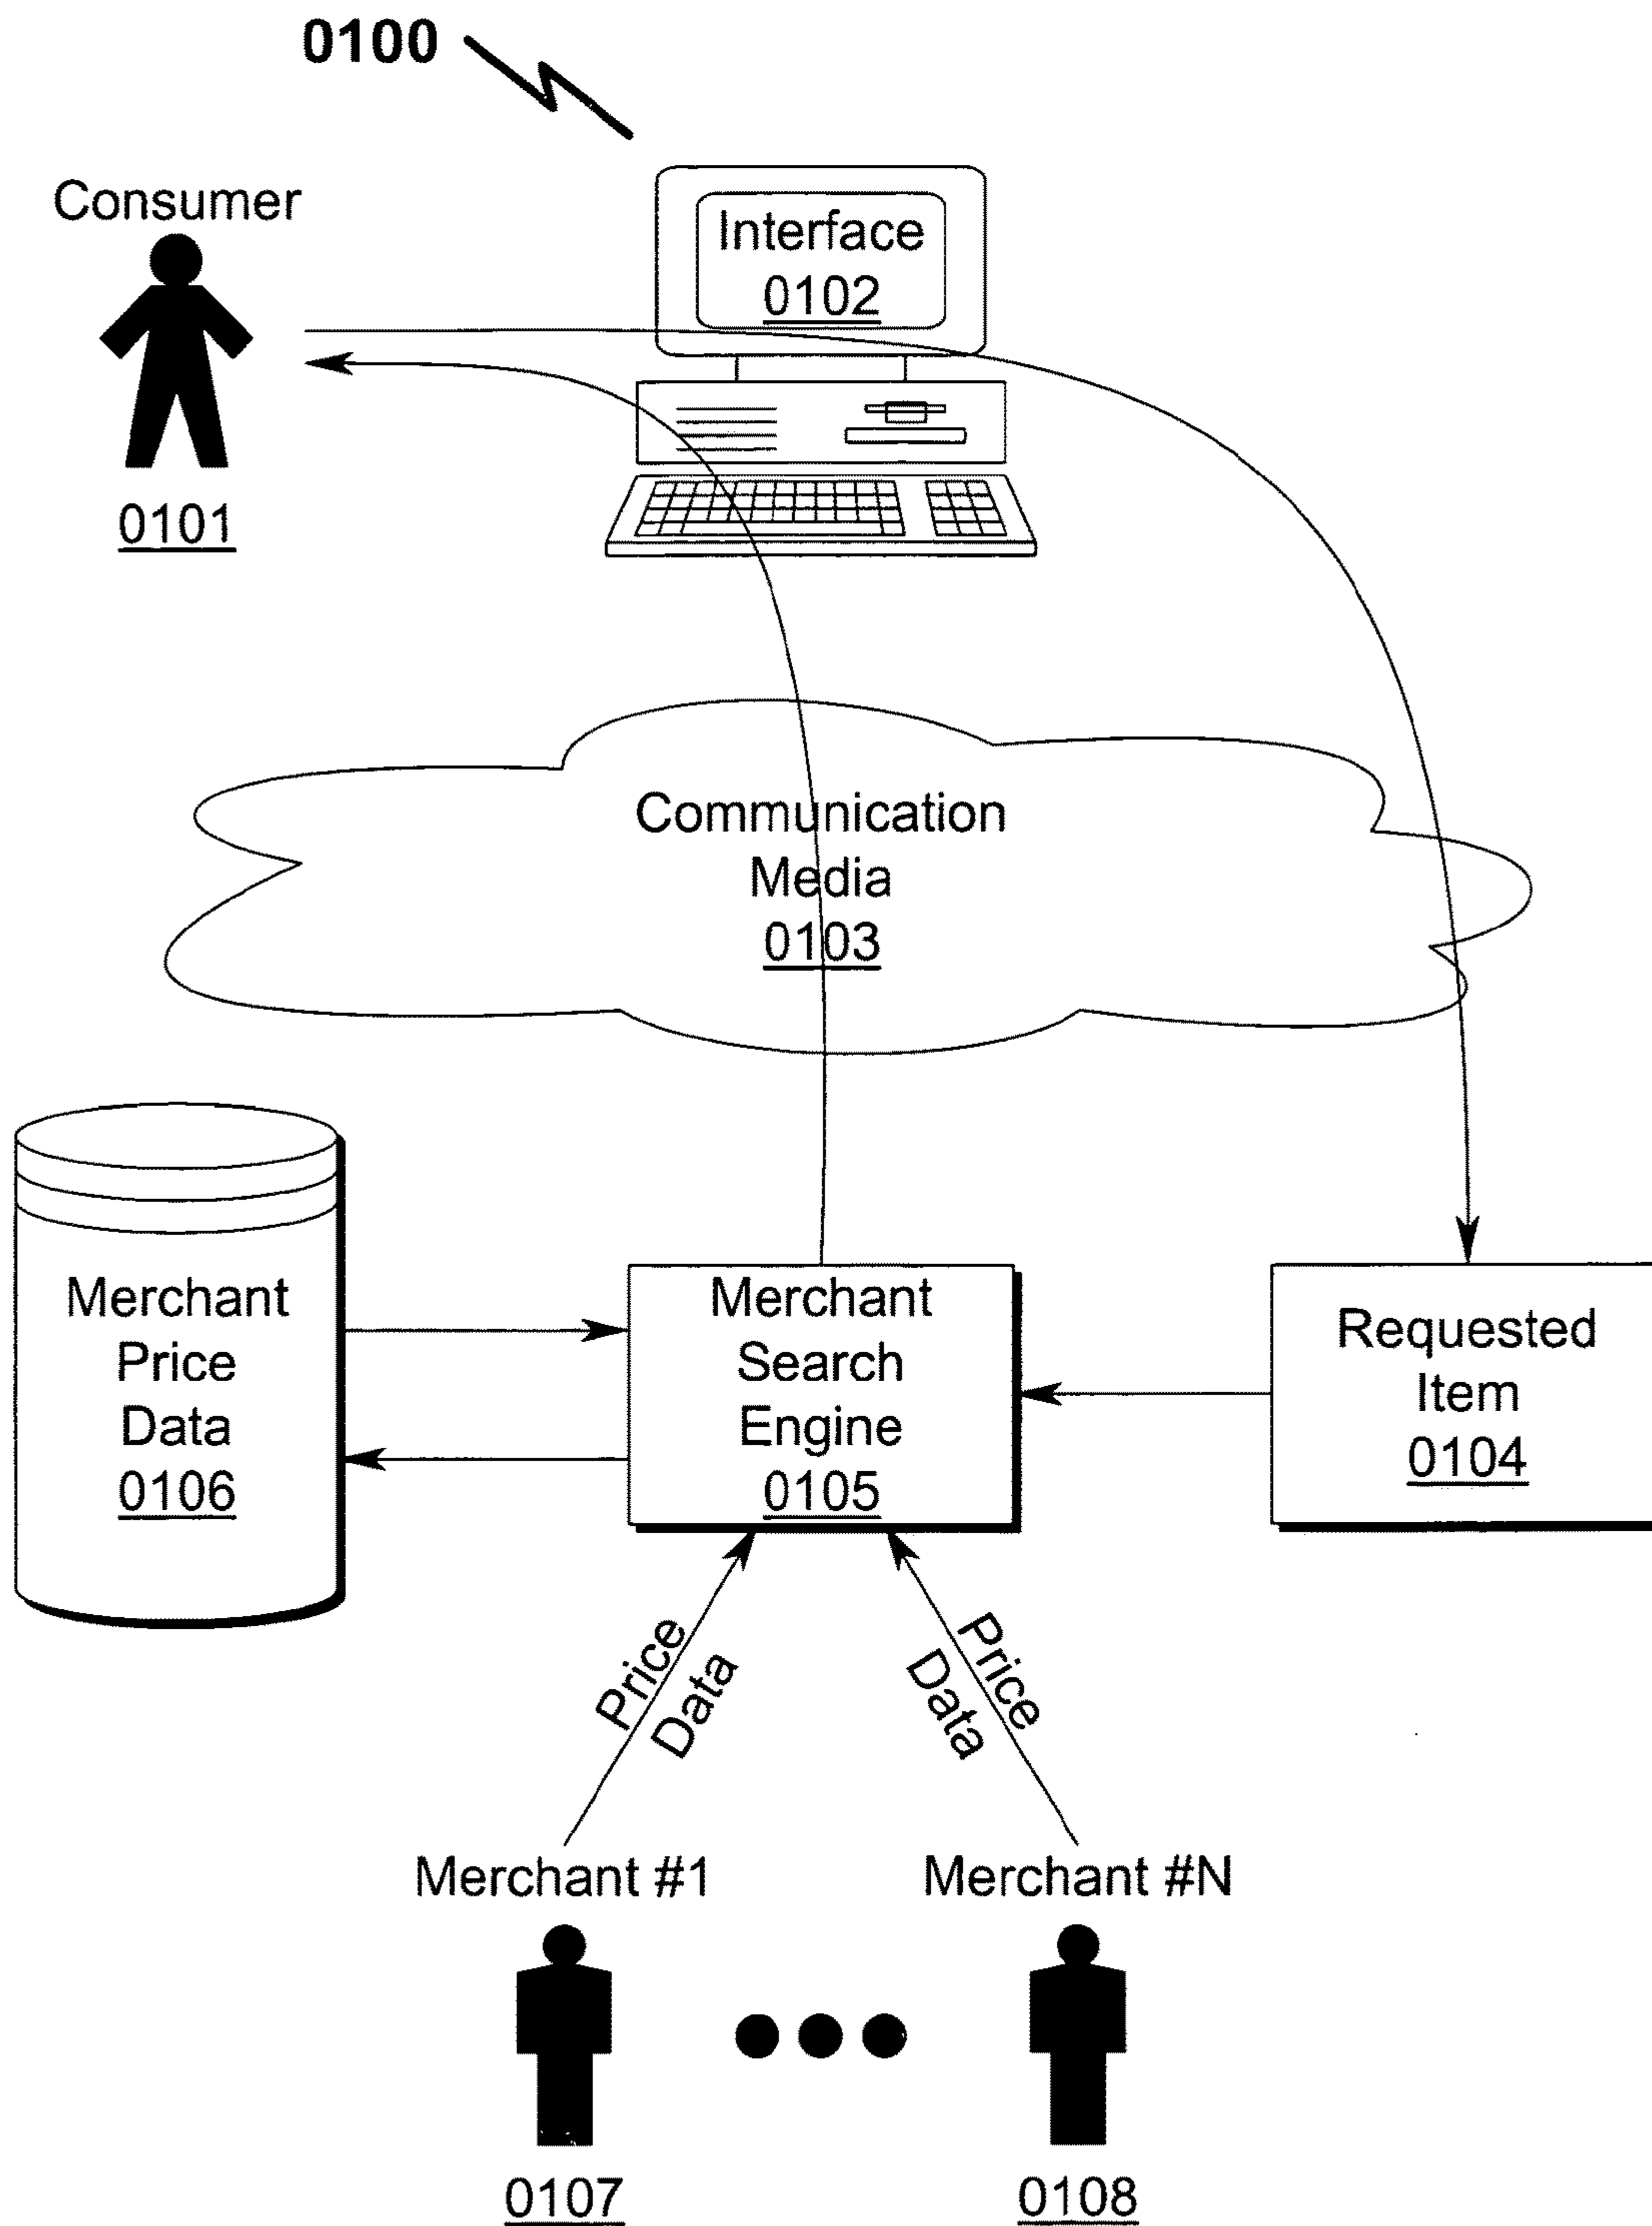 0100
Consumer
0101
Interface
0102
Communication
Media
0103
Merchant
Price
Data
0106
Merchant
Search
Engine
0105
Requested
Item
0104
Price
Data
Price
Data
Merchant #1
Merchant #N
0107
0108